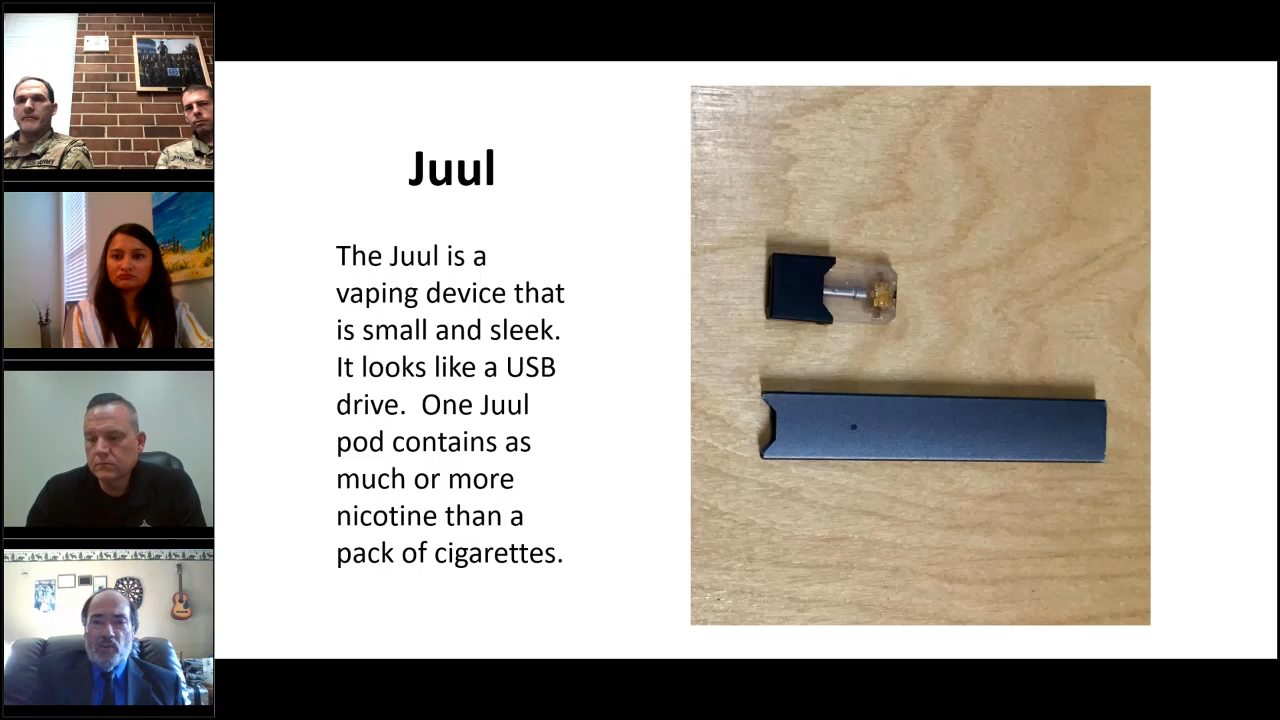 Juul
The Juul is a
vaping device that
is small and sleek.
It looks like a USB
drive.  One Juul
pod contains as
much or more
nicotine than a
pack of cigarettes.
U.S. ARMY